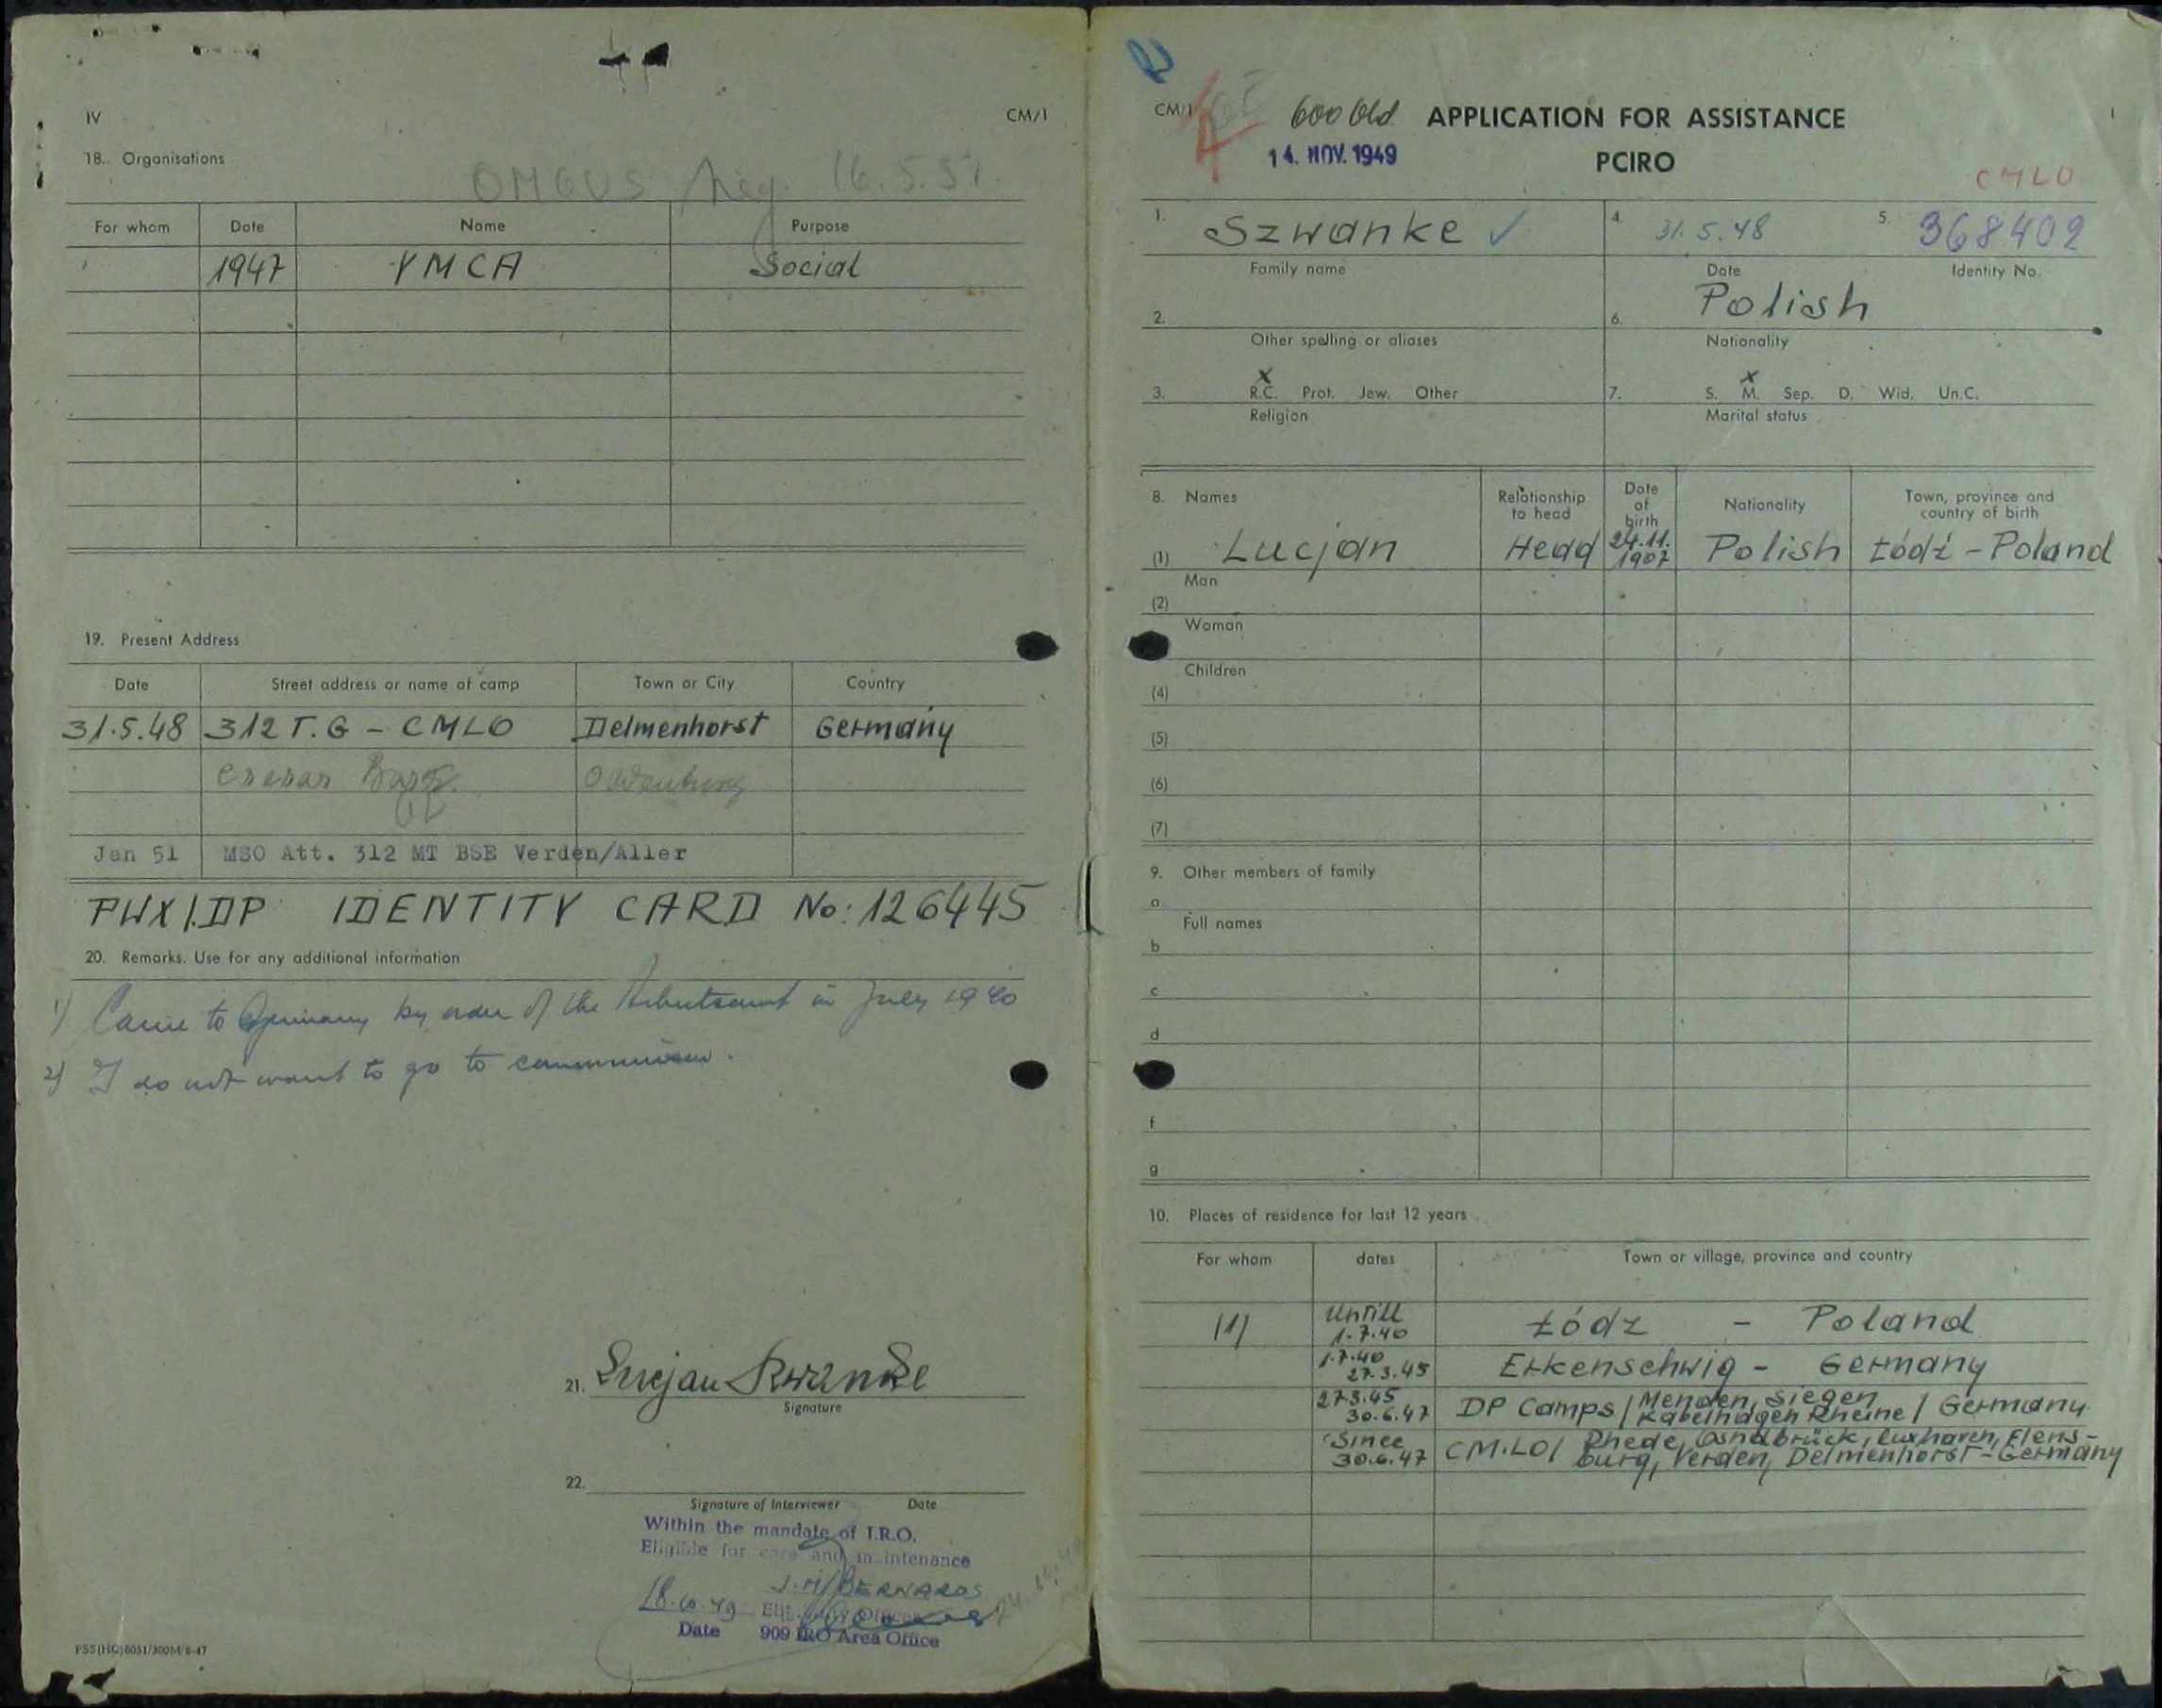 IV
CM/1
18. Organisations
OMGUS Neg. 16.5.51.
For whom Date Name Purpose
1947 YMCA Social
19. Present Address
Date Street address or name of camp Town or City Country
31.5.48 312 T.G - CMLO Delmenhorst Germany
Oldenburg
Jan 51 MSO Att. 312 MT BSE Verden/Aller
PWX/.DP IDENTITY CARD No: 126445
20. Remarks. Use for any additional information
1) Came to Germany by order of the Arbeitsamt in July 1940
2) I do not want to go to communism.
21. Lucjan Szwanke
Signature
22.
Signature of Interviewer Date
Within the mandate of I.R.O.
Eligible for care and maintenance
J. H. BERNARDS
18.10.49 Elig. Officer
Date 909 IRO Area Office
PSS(HQ)6051/300M/6-47
CM/1 600 Old APPLICATION FOR ASSISTANCE
1
14. NOV. 1949 PCIRO
CMLO
1. Szwanke 4. 31.5.48 5. 368402
Family name Date Identity No.
2. 6. Polish
Other spelling or aliases Nationality
x x
3. R.C. Prot. Jew. Other 7. S. M. Sep. D. Wid. Un.C.
Religion Marital status
8. Names Relationship to head Date of birth Nationality Town, province and country of birth
(1) Lucjan Head 24.11.1907 Polish Łódź - Poland
Man
(2)
Woman
Children
(4)
(5)
(6)
(7)
9. Other members of family
a
Full names
b
c
d
f
g
10. Places of residence for last 12 years
For whom dates Town or village, province and country
/1/ Untill 1.7.40 Łódz - Poland
1.7.40 27.3.45 Erkenschwig - Germany
27.3.45 30.6.47 DP Camps / Menden, Siegen Kabelhagen Rheine / Germany
Since 30.6.47 CM.LO/ Rhede, Osnabrück, Cuxhaven, Flens-
burg, Verden, Delmenhorst - Germany